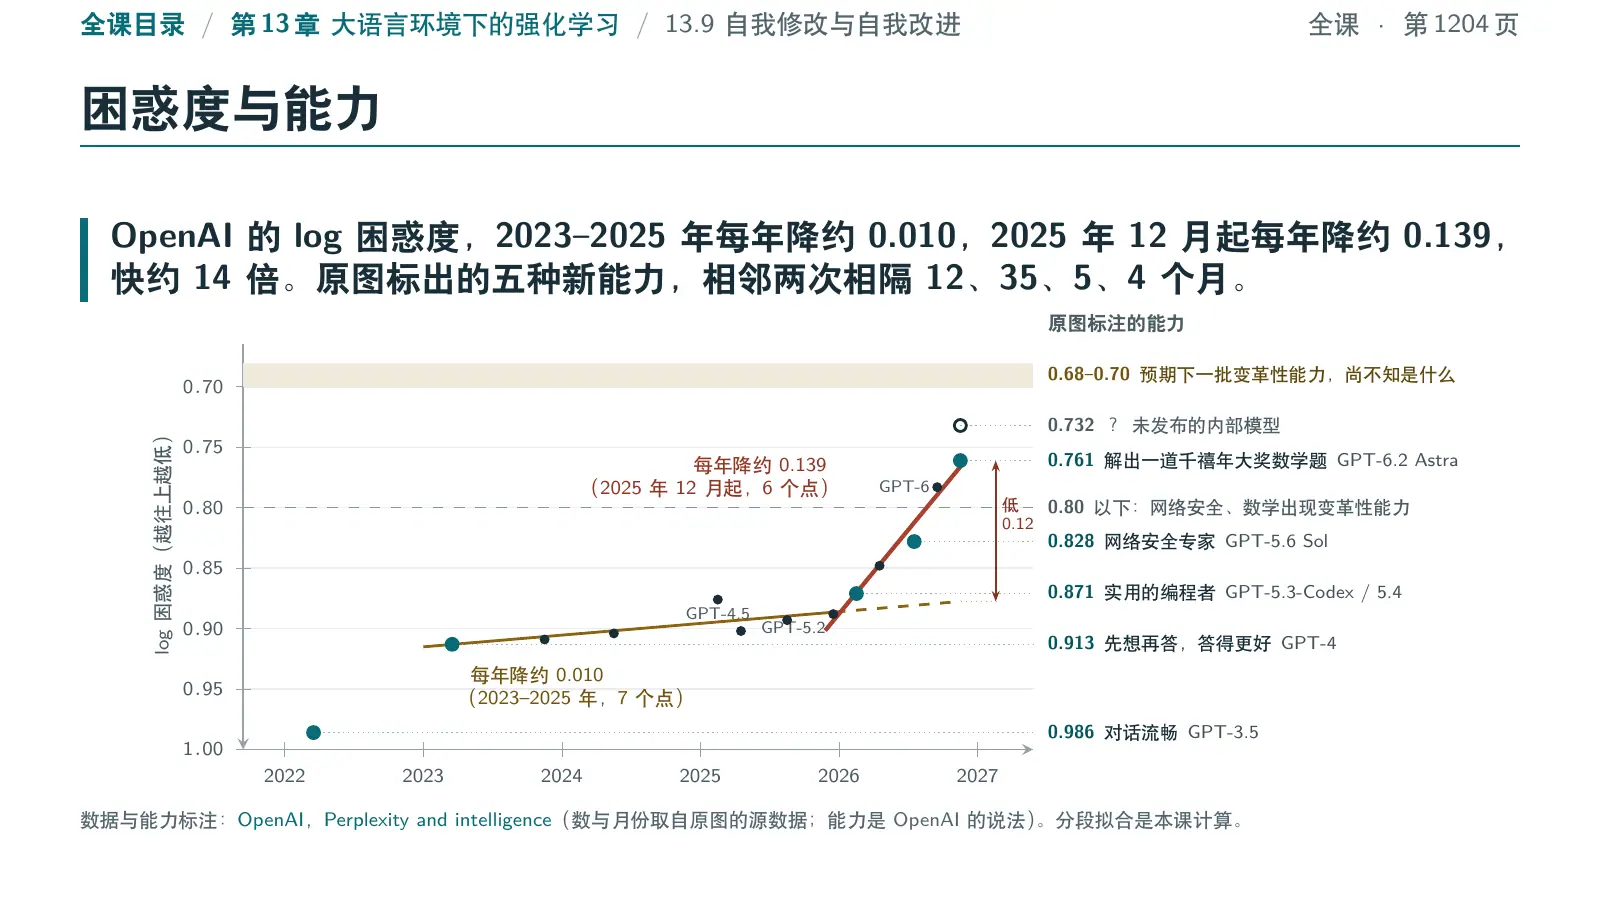 全课目录 / 第 13 章 大语言环境下的强化学习 / 13.9 自我修改与自我改进
全课 · 第 1204 页
困惑度与能力
OpenAI 的 log 困惑度，2023–2025 年每年降约 0.010，2025 年 12 月起每年降约 0.139，
快约 14 倍。原图标出的五种新能力，相邻两次相隔 12、35、5、4 个月。
原图标注的能力
0.68–0.70 预期下一批变革性能力，尚不知是什么
0.732 ? 未发布的内部模型
0.761 解出一道千禧年大奖数学题 GPT-6.2 Astra
0.80 以下：网络安全、数学出现变革性能力
0.828 网络安全专家 GPT-5.6 Sol
0.871 实用的编程者 GPT-5.3-Codex / 5.4
0.913 先想再答，答得更好 GPT-4
0.986 对话流畅 GPT-3.5
log 困惑度（越往上越低）
0.70
0.75
0.80
0.85
0.90
0.95
1.00
每年降约 0.139
（2025 年 12 月起，6 个点）
GPT-6
低
0.12
GPT-4.5
GPT-5.2
每年降约 0.010
（2023–2025 年，7 个点）
2022
2023
2024
2025
2026
2027
数据与能力标注：OpenAI，Perplexity and intelligence（数与月份取自原图的源数据；能力是 OpenAI 的说法）。分段拟合是本课计算。